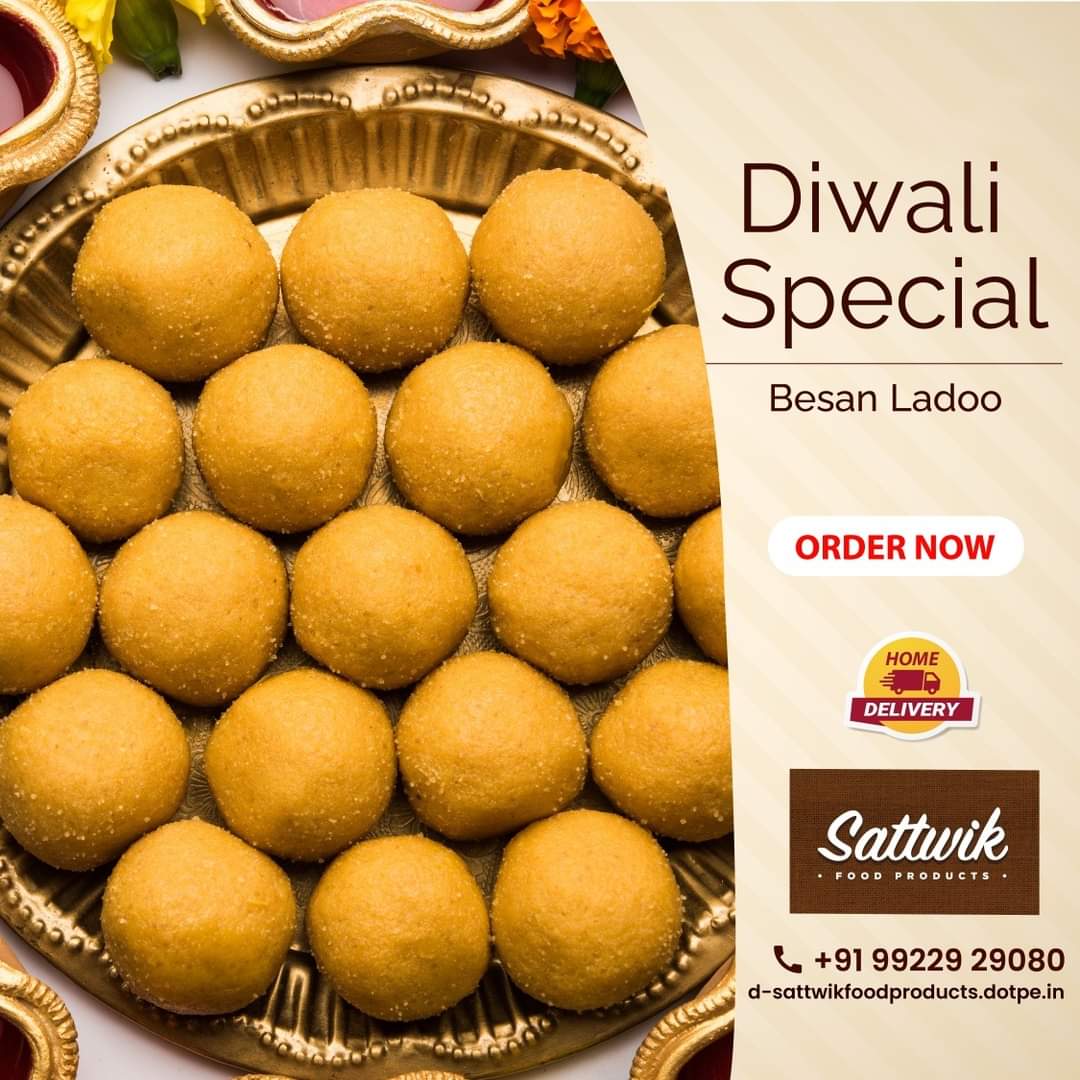 Diwali
Special
Besan Ladoo
ORDER NOW
HOME
DELIVERY
Sattwik
• FOOD PRODUCTS •
+91 99229 29080
d-sattwikfoodproducts.dotpe.in